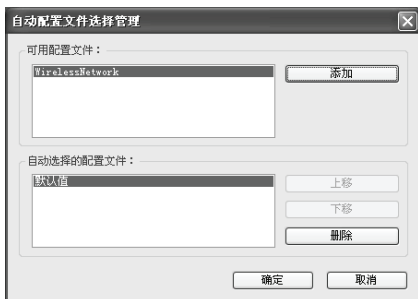 自动配置文件选择管理
可用配置文件：
WirelessNetwork
添加
自动选择的配置文件：
默认值
上移
下移
删除
确定
取消